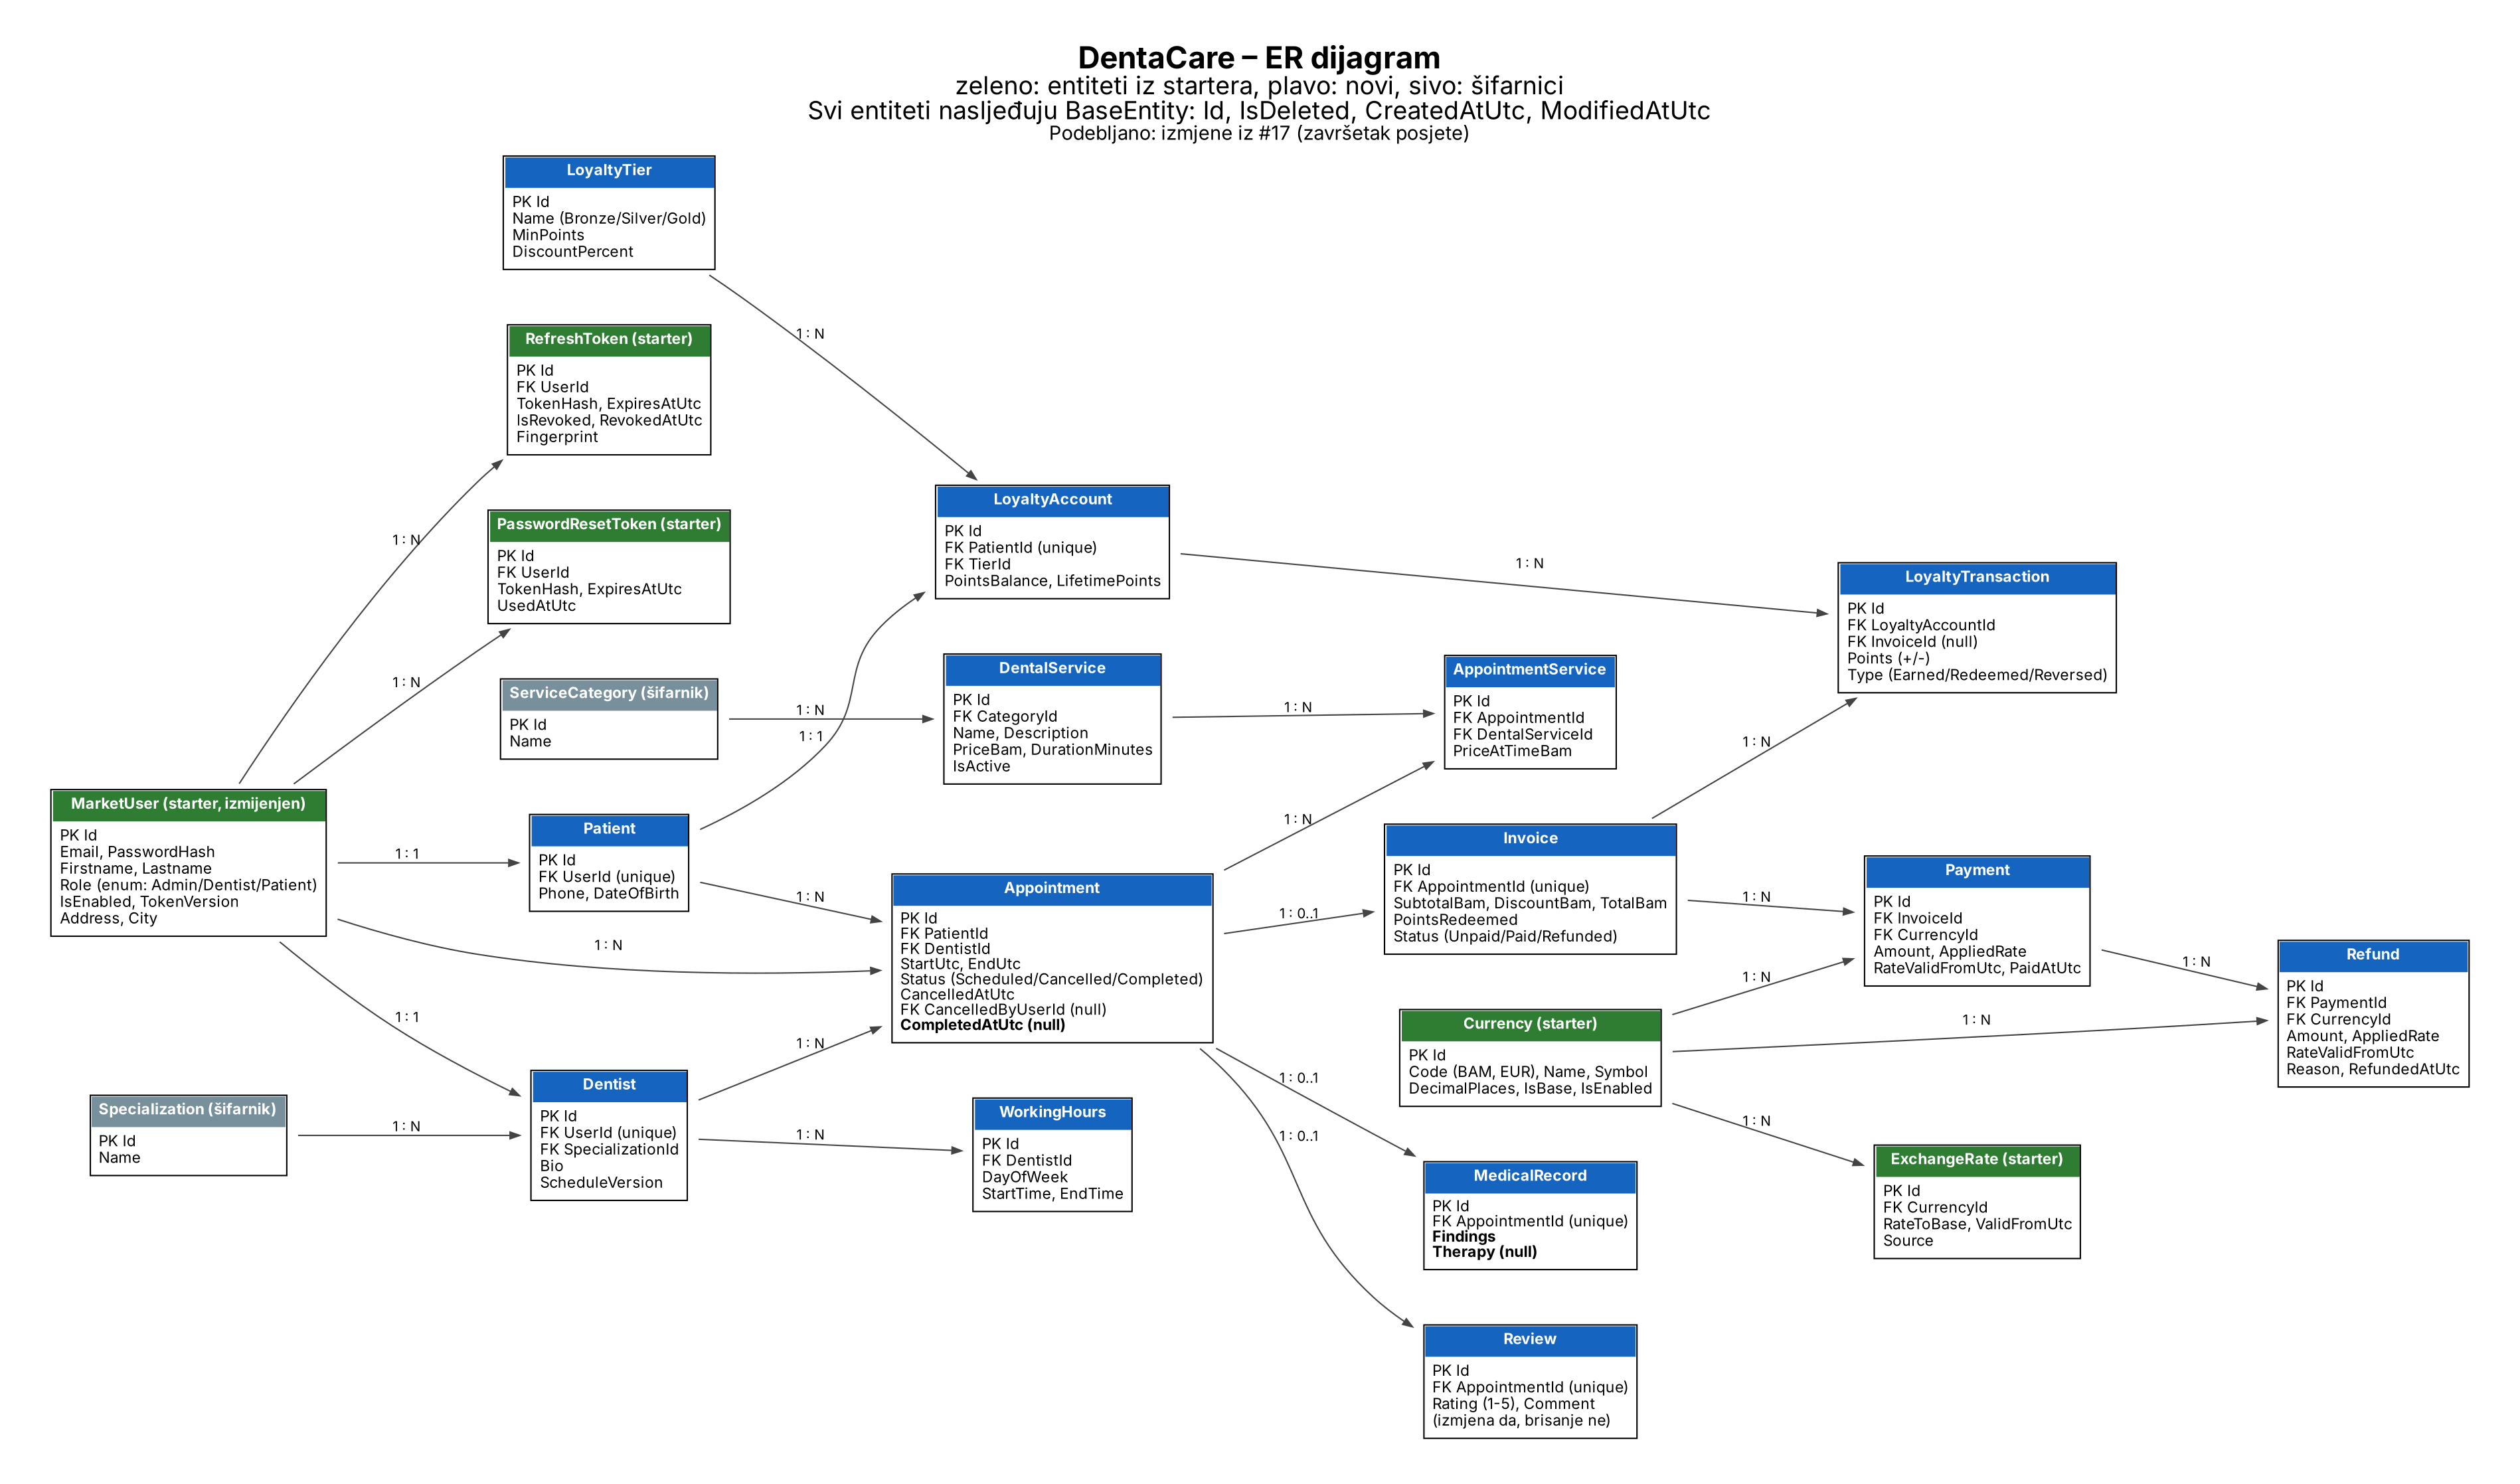 DentaCare – ER dijagram
zeleno: entiteti iz startera, plavo: novi, sivo: šifarnici
Svi entiteti nasljeđuju BaseEntity: Id, IsDeleted, CreatedAtUtc, ModifiedAtUtc
Podebljano: izmjene iz #17 (završetak posjete)
LoyaltyTier
PK Id
Name (Bronze/Silver/Gold)
MinPoints
DiscountPercent
1 : N
RefreshToken (starter)
PK Id
FK UserId
TokenHash, ExpiresAtUtc
IsRevoked, RevokedAtUtc
Fingerprint
1 : N
PasswordResetToken (starter)
PK Id
FK UserId
TokenHash, ExpiresAtUtc
UsedAtUtc
1 : N
LoyaltyAccount
PK Id
FK PatientId (unique)
FK TierId
PointsBalance, LifetimePoints
1 : N
LoyaltyTransaction
PK Id
FK LoyaltyAccountId
FK InvoiceId (null)
Points (+/-)
Type (Earned/Redeemed/Reversed)
ServiceCategory (šifarnik)
PK Id
Name
1 : N
1 : 1
DentalService
PK Id
FK CategoryId
Name, Description
PriceBam, DurationMinutes
IsActive
1 : N
AppointmentService
PK Id
FK AppointmentId
FK DentalServiceId
PriceAtTimeBam
1 : N
MarketUser (starter, izmijenjen)
PK Id
Email, PasswordHash
Firstname, Lastname
Role (enum: Admin/Dentist/Patient)
IsEnabled, TokenVersion
Address, City
1 : 1
1 : N
1 : 1
Patient
PK Id
FK UserId (unique)
Phone, DateOfBirth
1 : N
Appointment
PK Id
FK PatientId
FK DentistId
StartUtc, EndUtc
Status (Scheduled/Cancelled/Completed)
CancelledAtUtc
FK CancelledByUserId (null)
CompletedAtUtc (null)
1 : N
1 : 0..1
1 : 0..1
1 : 0..1
Invoice
PK Id
FK AppointmentId (unique)
SubtotalBam, DiscountBam, TotalBam
PointsRedeemed
Status (Unpaid/Paid/Refunded)
1 : N
Payment
PK Id
FK InvoiceId
FK CurrencyId
Amount, AppliedRate
RateValidFromUtc, PaidAtUtc
1 : N
Refund
PK Id
FK PaymentId
FK CurrencyId
Amount, AppliedRate
RateValidFromUtc
Reason, RefundedAtUtc
Currency (starter)
PK Id
Code (BAM, EUR), Name, Symbol
DecimalPlaces, IsBase, IsEnabled
1 : N
1 : N
1 : N
Specialization (šifarnik)
PK Id
Name
1 : N
Dentist
PK Id
FK UserId (unique)
FK SpecializationId
Bio
ScheduleVersion
1 : N
1 : N
WorkingHours
PK Id
FK DentistId
DayOfWeek
StartTime, EndTime
MedicalRecord
PK Id
FK AppointmentId (unique)
Findings
Therapy (null)
ExchangeRate (starter)
PK Id
FK CurrencyId
RateToBase, ValidFromUtc
Source
Review
PK Id
FK AppointmentId (unique)
Rating (1-5), Comment
(izmjena da, brisanje ne)